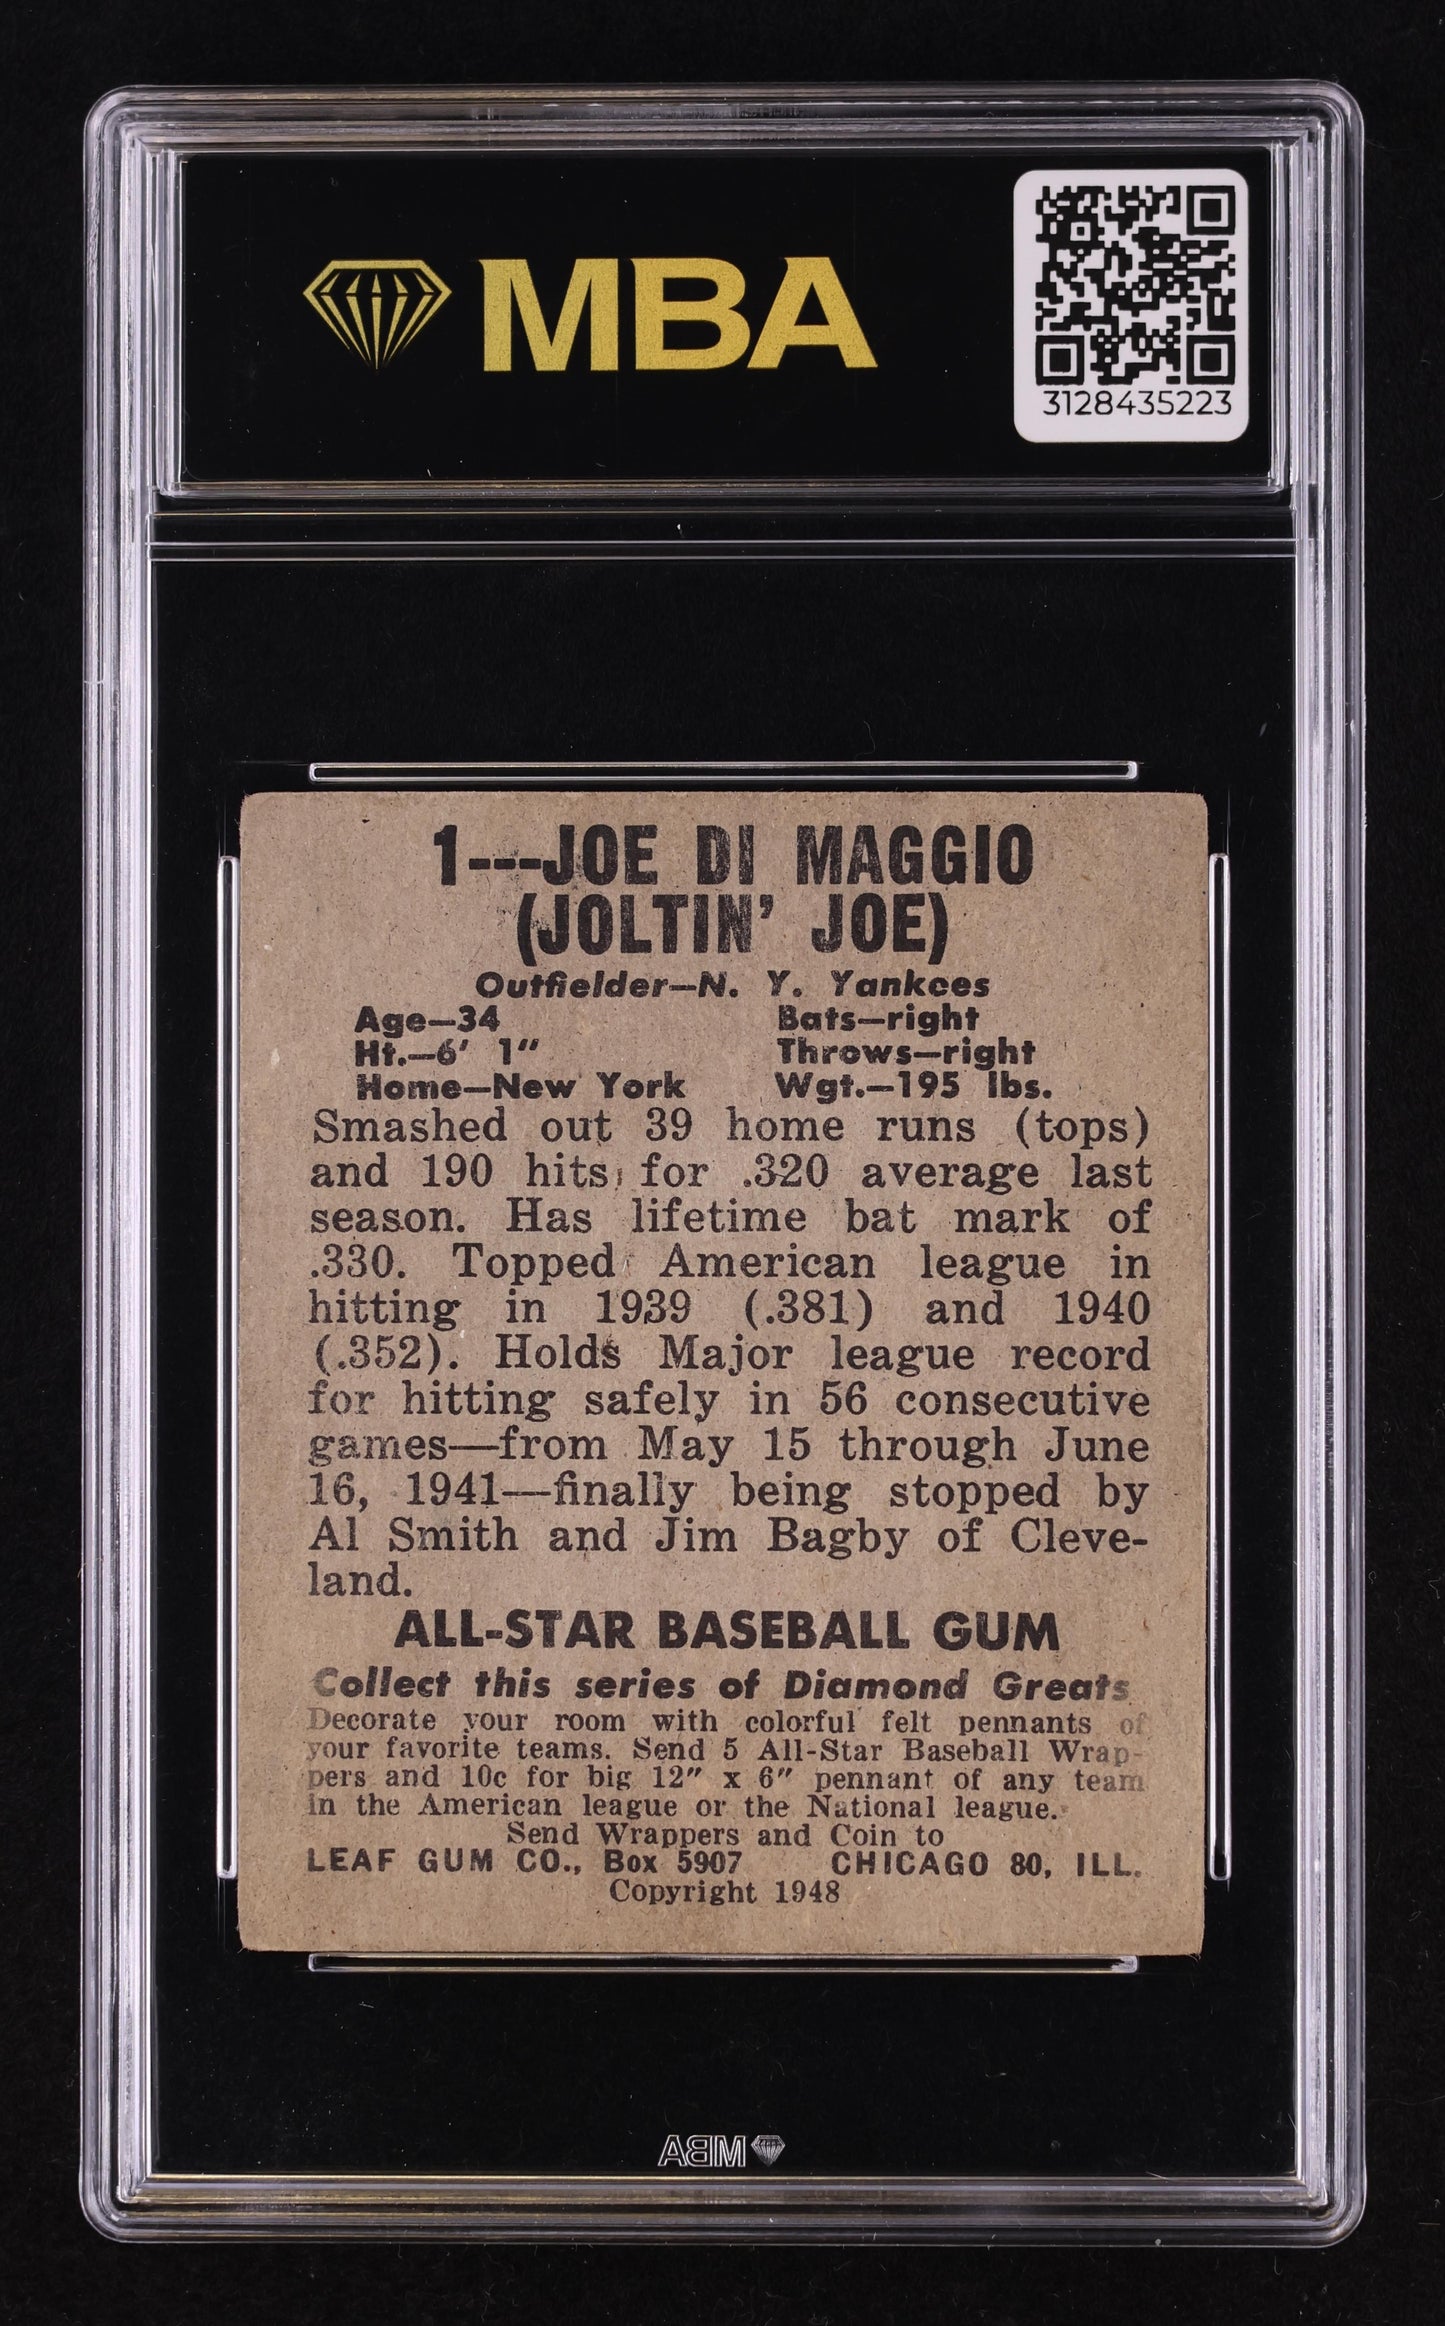 MBA
3128435223
1---JOE DI MAGGIO
(JOLTIN' JOE)
Outfielder—N. Y. Yankees
Age—34 Bats—right
Ht.—6' 1" Throws—right
Home—New York Wgt.—195 lbs.
Smashed out 39 home runs (tops)
and 190 hits, for .320 average last
season. Has lifetime bat mark of
.330. Topped American league in
hitting in 1939 (.381) and 1940
(.352). Holds Major league record
for hitting safely in 56 consecutive
games—from May 15 through June
16, 1941—finally being stopped by
Al Smith and Jim Bagby of Cleve-
land.
ALL-STAR BASEBALL GUM
Collect this series of Diamond Greats
Decorate your room with colorful felt pennants of
your favorite teams. Send 5 All-Star Baseball Wrap-
pers and 10c for big 12" x 6" pennant of any team
in the American league or the National league.
Send Wrappers and Coin to
LEAF GUM CO., Box 5907 CHICAGO 80, ILL.
Copyright 1948
MBA